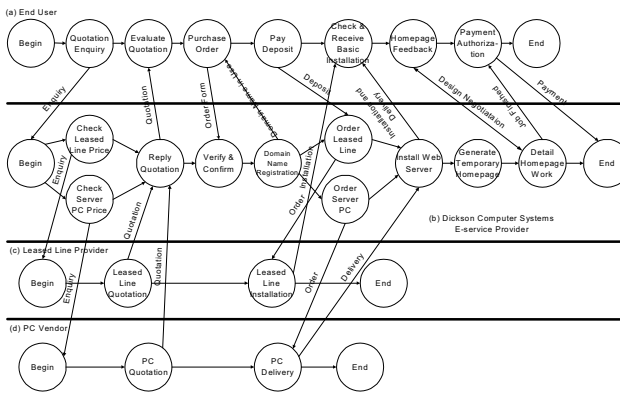 (a) End User
Begin
Quotation
Enquiry
Evaluate
Quotation
Purchase
Order
Pay
Deposit
Check &
Receive
Basic
Installation
Homepage
Feedback
Payment
Authoriza-
tion
End
Enquiry
Quotation
Order Form
Deposit
Installation and
Delivery
Design Negotiatation
Job Finished
Payment
Begin
Check
Leased
Line Price
Check
Server
PC Price
Reply
Quotation
Verify &
Confirm
Domain
Name
Registration
Order
Leased
Line
Order
Server
PC
Install Web
Server
Generate
Temporary
Homepage
Detail
Homepage
Work
End
(b) Dickson Computer Systems
E-service Provider
Enquiry
Quotation
Order
Installation
(c) Leased Line Provider
Begin
Leased
Line
Quotation
Leased
Line
Installation
End
Enquiry
Quotation
Order
Delivery
(d) PC Vendor
Begin
PC
Quotation
PC
Delivery
End